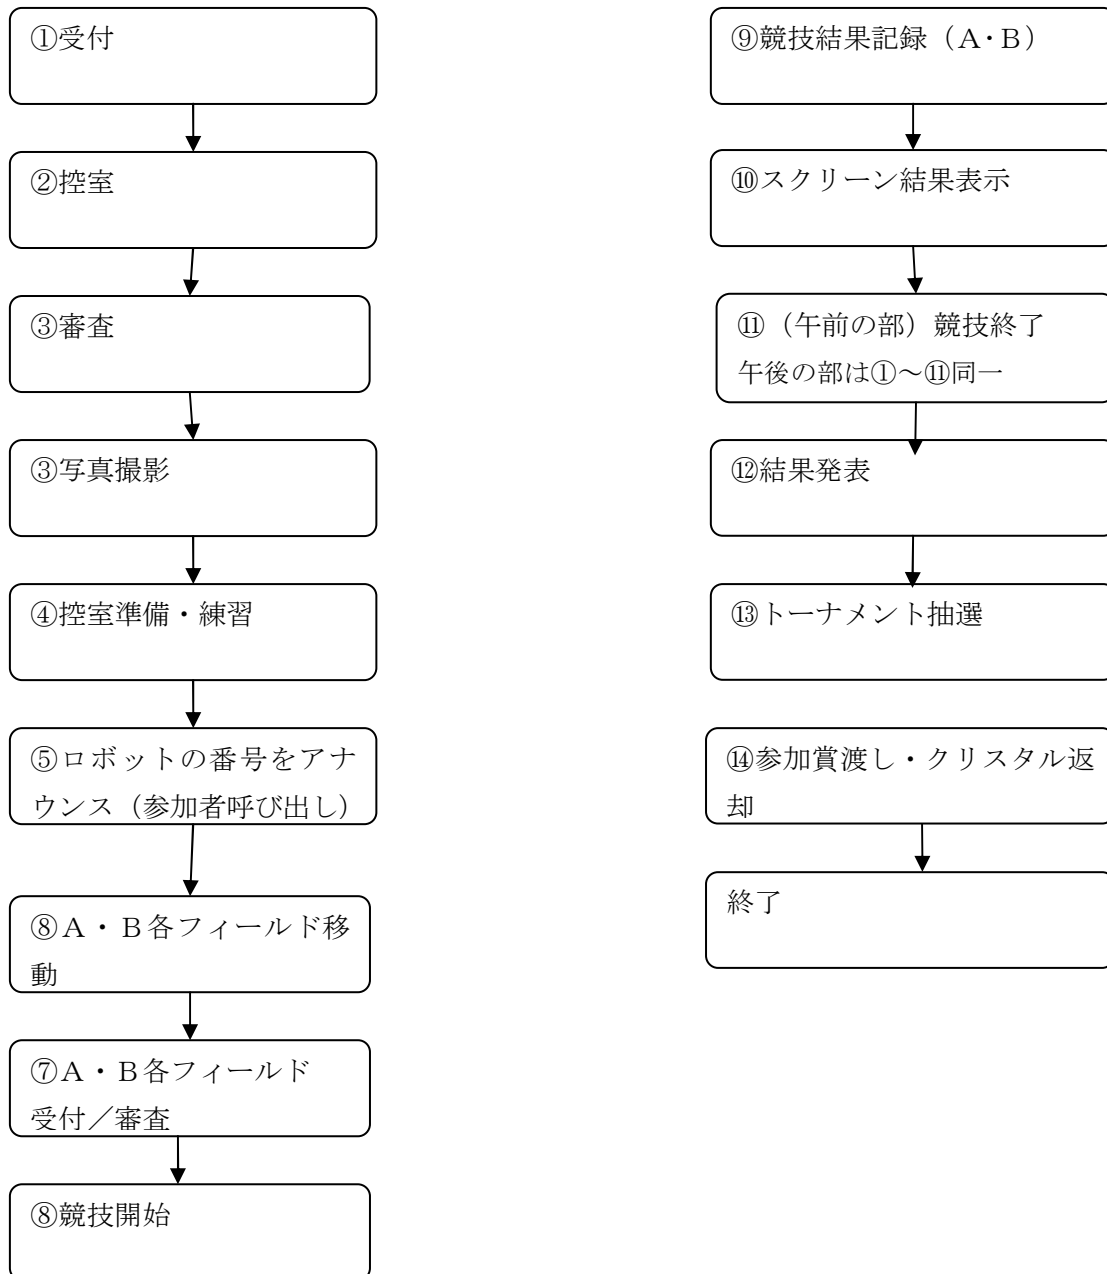 ①受付
②控室
③審査
③写真撮影
④控室準備・練習
⑤ロボットの番号をアナ
ウンス（参加者呼び出し）
⑧Ａ・Ｂ各フィールド移
動
⑦Ａ・Ｂ各フィールド
受付／審査
⑧競技開始
⑨競技結果記録（Ａ・Ｂ）
⑩スクリーン結果表示
⑪（午前の部）競技終了
午後の部は①～⑪同一
⑫結果発表
⑬トーナメント抽選
⑭参加賞渡し・クリスタル返
却
終了